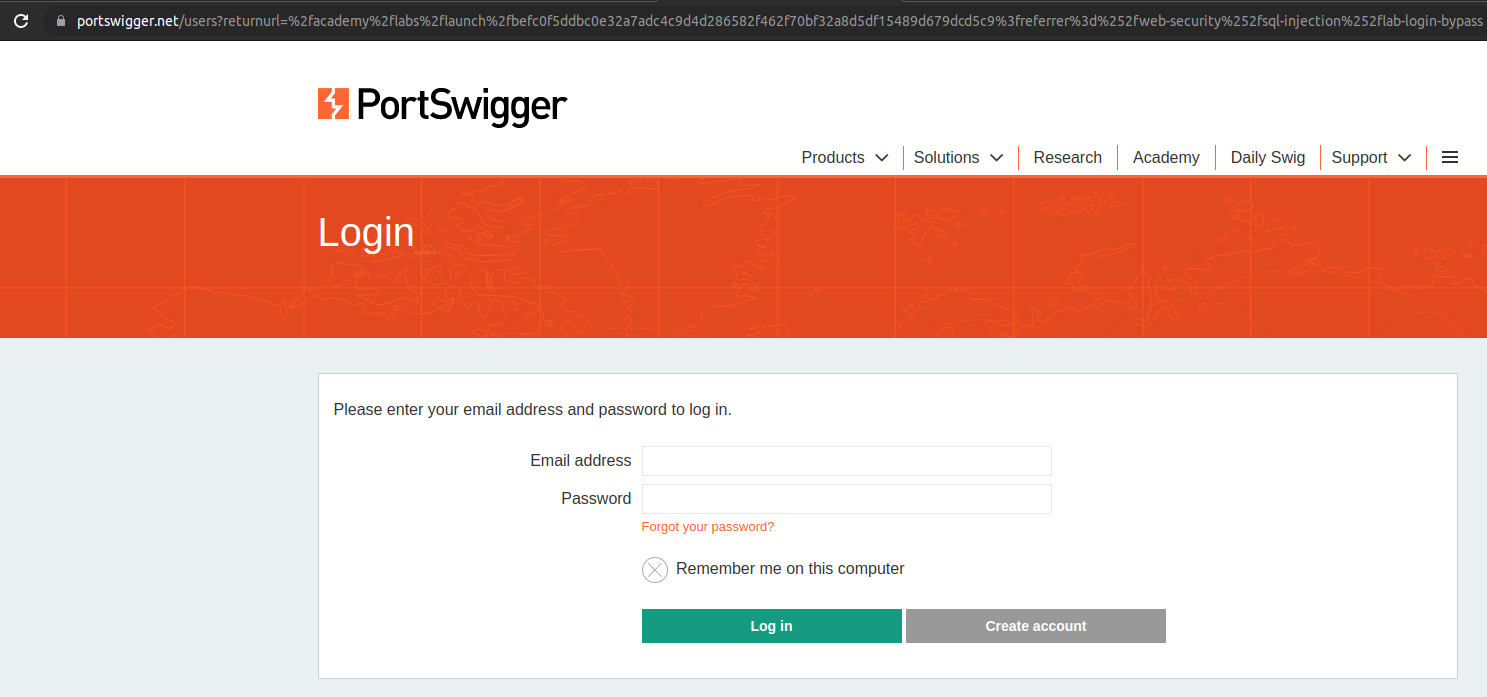 portswigger.net/users?returnurl=%2facademy%2flabs%2flaunch%2fbefc0f5ddbc0e32a7adc4c9d4d286582f462f70bf32a8d5df15489d679dcd5c9%3freferrer%3d%252fweb-security%252fsql-injection%252flab-login-bypass
PortSwigger
Products Solutions Research Academy Daily Swig Support
Login
Please enter your email address and password to log in.
Email address
Password
Forgot your password?
Remember me on this computer
Log in Create account